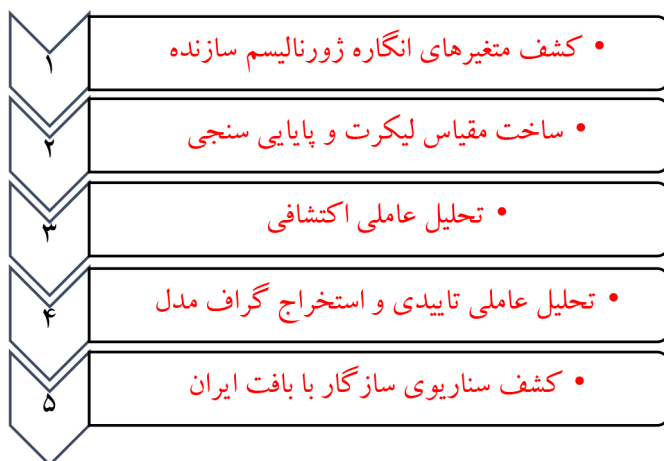 ۱
• کشف متغیرهای انگاره ژورنالیسم سازنده
۲
• ساخت مقیاس لیکرت و پایایی سنجی
۳
• تحلیل عاملی اکتشافی
۴
• تحلیل عاملی تاییدی و استخراج گراف مدل
۵
• کشف سناریوی سازگار با بافت ایران